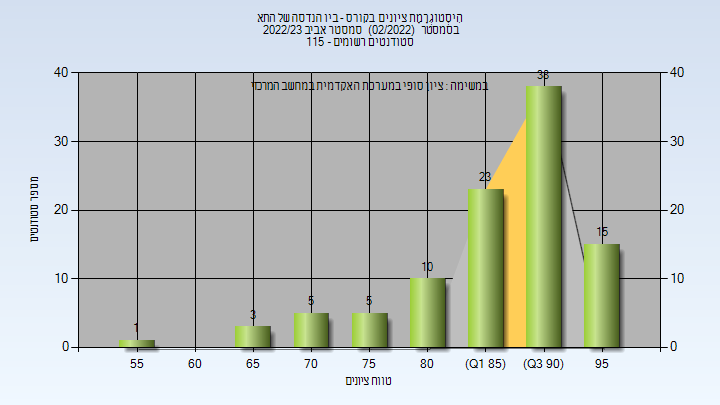 היסטוגרמת ציונים בקורס - ביו הנדסה של התא
בסמסטר (02/2022) סמסטר אביב 2022/23
סטודנטים רשומים - 115
במשימה : ציון סופי במערכת האקדמית במחשב המרכזי
40 40
30 30
20 20
10 10
0 0
מספר סטודנטים
1 3 5 5 10 23 38 15
55 60 65 70 75 80 (Q1 85) (Q3 90) 95
טווח ציונים